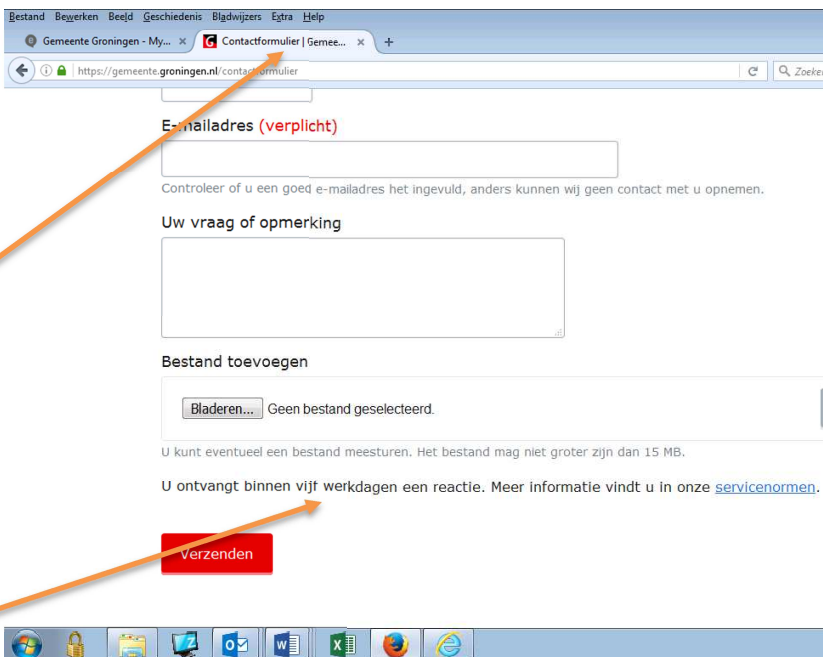 Bestand Bewerken Beeld Geschiedenis Bladwijzers Extra Help
Gemeente Groningen - My... × Contactformulier | Gemee... × +
https://gemeente.groningen.nl/contactformulier Zoeken
E-mailadres (verplicht)
Controleer of u een goed e-mailadres het ingevuld, anders kunnen wij geen contact met u opnemen.
Uw vraag of opmerking
Bestand toevoegen
Bladeren... Geen bestand geselecteerd.
U kunt eventueel een bestand meesturen. Het bestand mag niet groter zijn dan 15 MB.
U ontvangt binnen vijf werkdagen een reactie. Meer informatie vindt u in onze servicenormen.
Verzenden